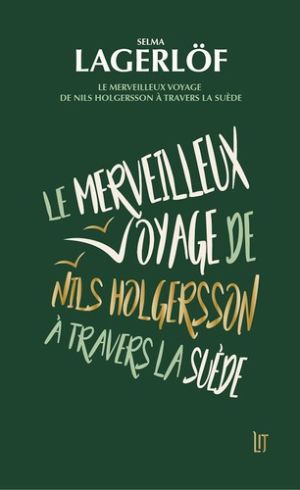 SELMA
LAGERLÖF
LE MERVEILLEUX VOYAGE
DE NILS HOLGERSSON À TRAVERS LA SUÈDE
LE MERVEILLEUX
VOYAGE DE
NILS HOLGERSSON
À TRAVERS LA SUÈDE
LIT